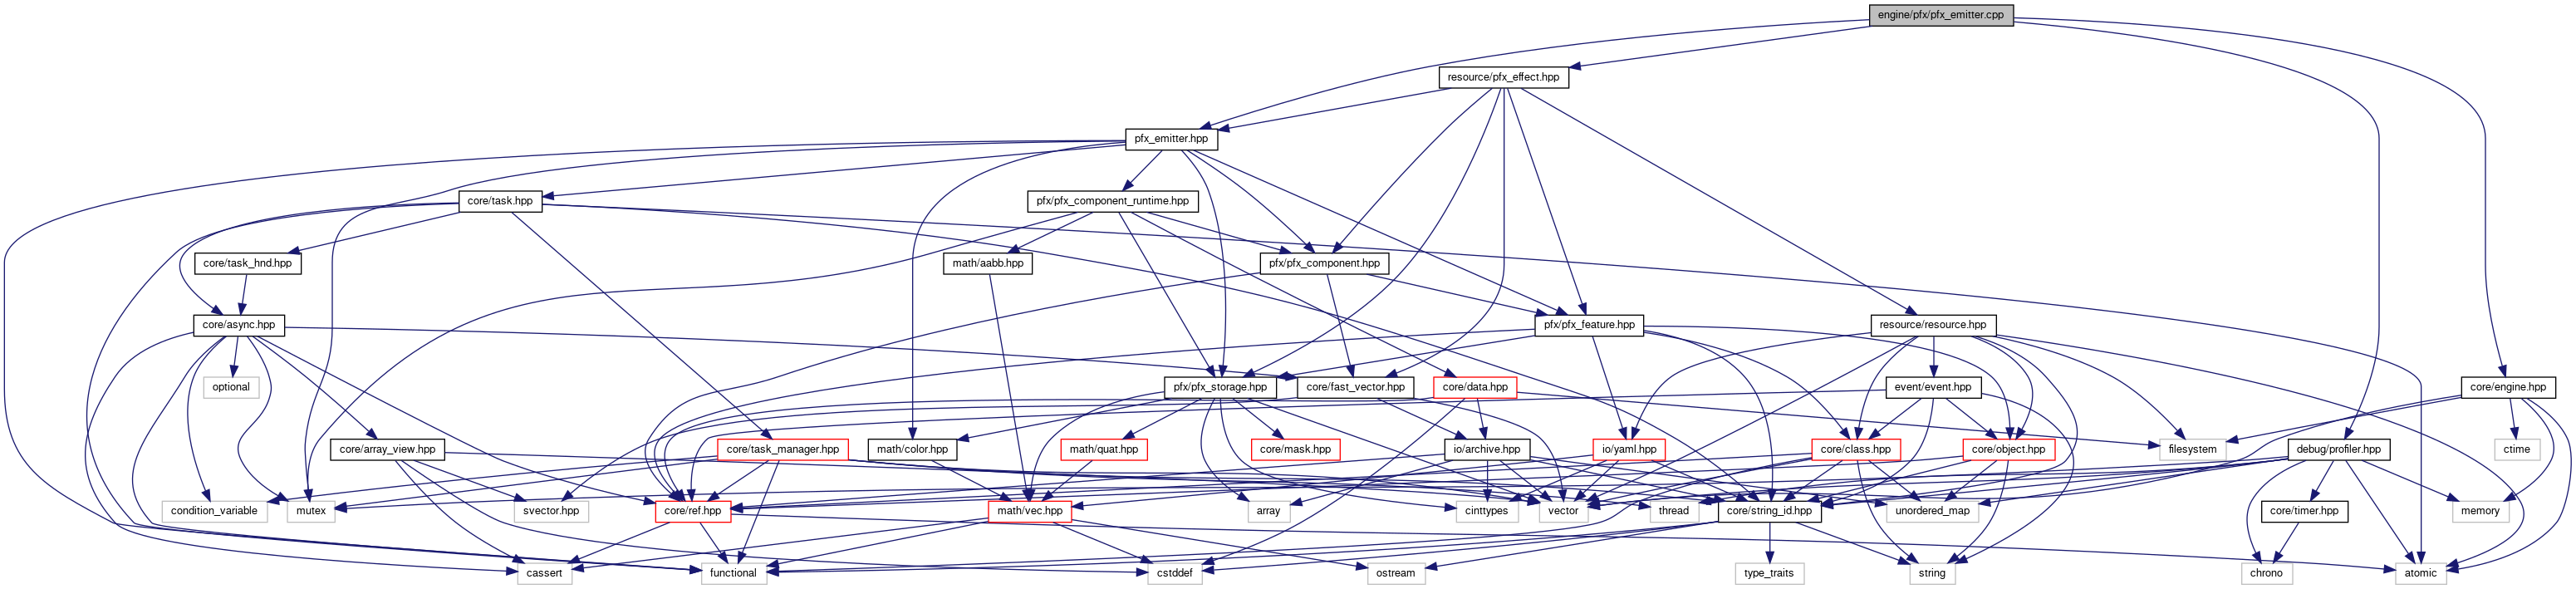 engine/pfx/pfx_emitter.cpp
resource/pfx_effect.hpp
pfx_emitter.hpp
core/task.hpp
pfx/pfx_component_runtime.hpp
core/task_hnd.hpp
math/aabb.hpp
pfx/pfx_component.hpp
core/async.hpp
pfx/pfx_feature.hpp
resource/resource.hpp
optional
pfx/pfx_storage.hpp
core/fast_vector.hpp
core/data.hpp
event/event.hpp
core/engine.hpp
core/array_view.hpp
core/task_manager.hpp
math/color.hpp
math/quat.hpp
core/mask.hpp
io/archive.hpp
io/yaml.hpp
core/class.hpp
core/object.hpp
filesystem
debug/profiler.hpp
ctime
condition_variable
mutex
svector.hpp
core/ref.hpp
math/vec.hpp
array
cinttypes
vector
thread
core/string_id.hpp
unordered_map
core/timer.hpp
memory
cassert
functional
cstddef
ostream
type_traits
string
chrono
atomic